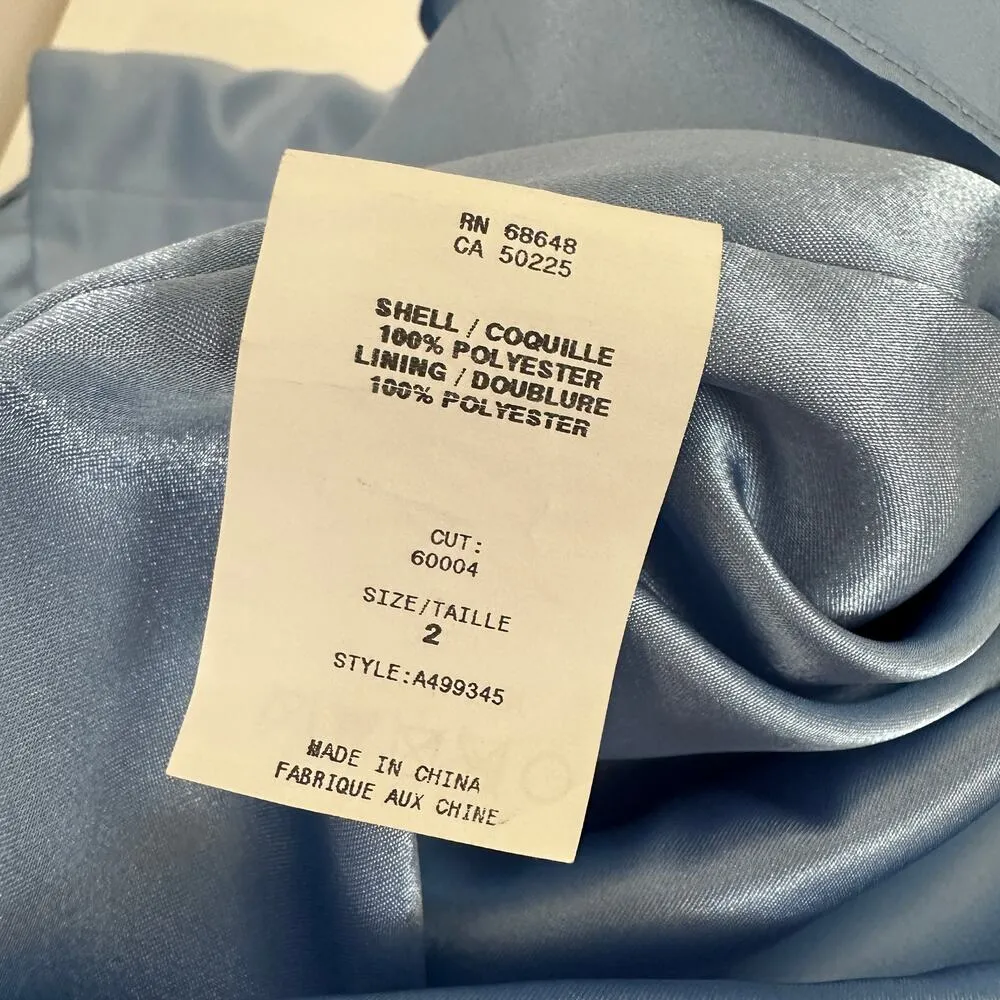 RN 68648
CA 50225
SHELL / COQUILLE
100% POLYESTER
LINING / DOUBLURE
100% POLYESTER
CUT:
60004
SIZE/TAILLE
2
STYLE:A499345
MADE IN CHINA
FABRIQUE AUX CHINE